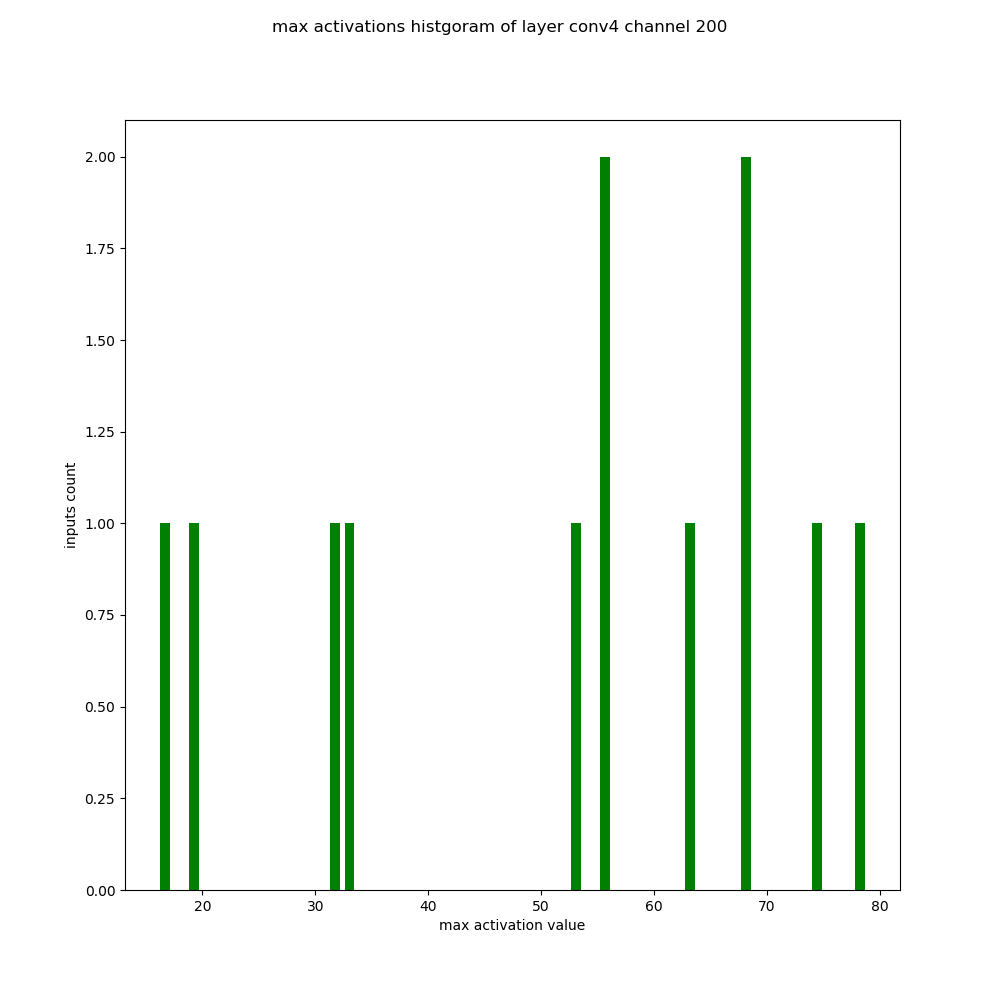 max activations histgoram of layer conv4 channel 200
2.00
1.75
1.50
1.25
1.00
0.75
0.50
0.25
0.00
inputs count
20 30 40 50 60 70 80
max activation value